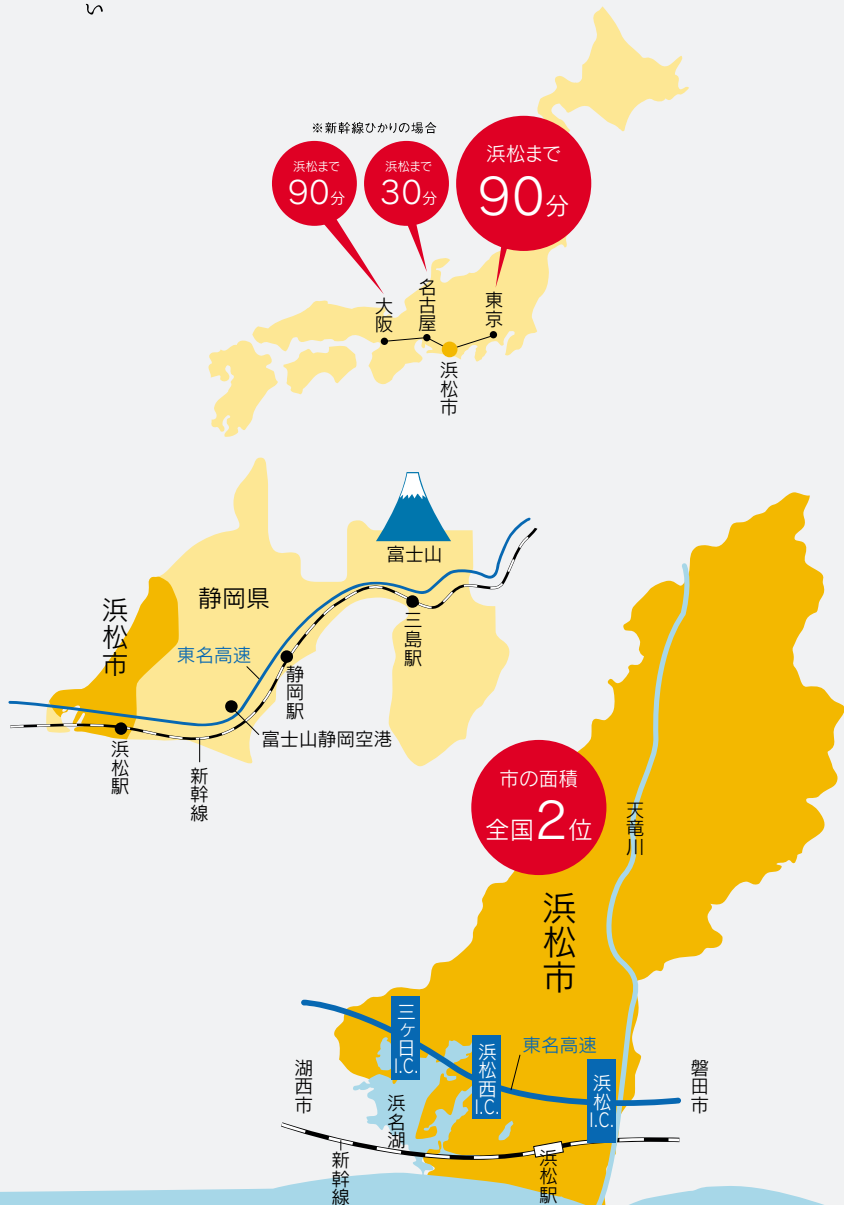 い
※新幹線ひかりの場合
浜松まで
90分
浜松まで
30分
浜松まで
90分
大阪
名古屋
東京
浜松市
富士山
静岡県
浜松市
東名高速
三島駅
静岡駅
富士山静岡空港
浜松駅
新幹線
市の面積
全国2位
天竜川
浜松市
三ヶ日I.C.
浜松西I.C.
東名高速
浜松I.C.
湖西市
磐田市
浜名湖
新幹線
浜松駅